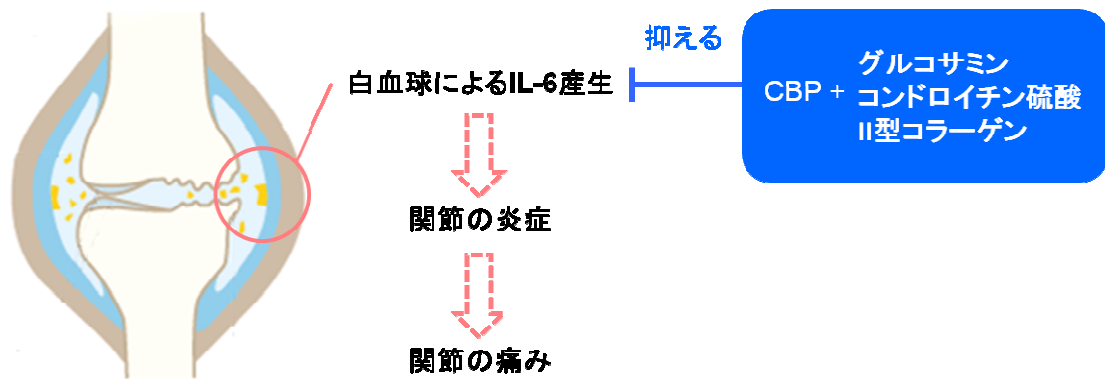 抑える
白血球によるIL-6産生
CBP +
グルコサミン
コンドロイチン硫酸
II型コラーゲン
関節の炎症
関節の痛み